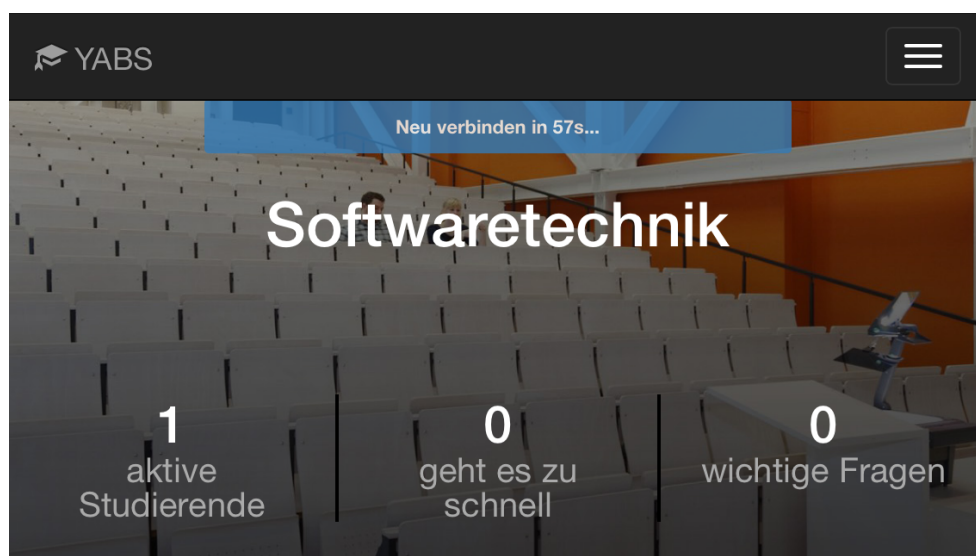 YABS
Neu verbinden in 57s...
Softwaretechnik
1
aktive
Studierende
0
geht es zu
schnell
0
wichtige Fragen